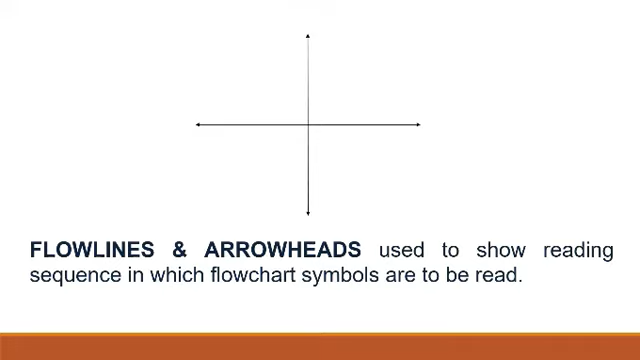 FLOWLINES & ARROWHEADS used to show reading
sequence in which flowchart symbols are to be read.